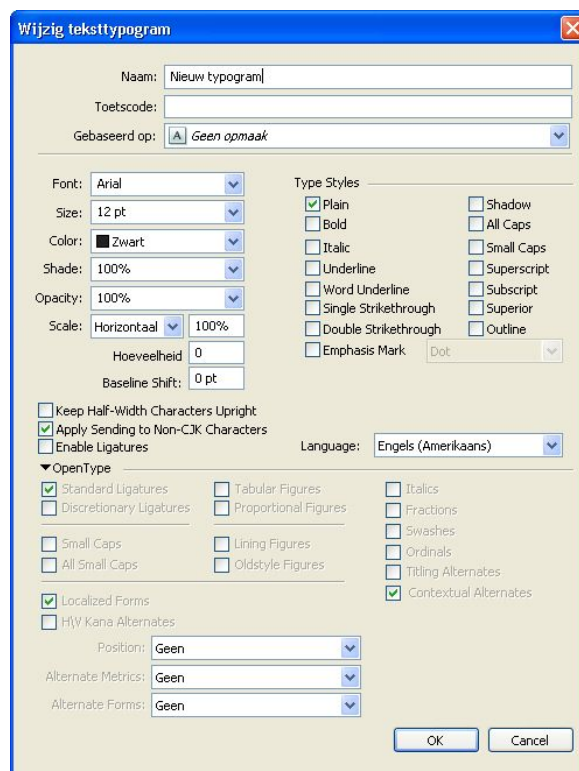 Wijzig teksttypogram
Naam: Nieuw typogram
Toetscode:
Gebaseerd op: A Geen opmaak
Font: Arial
Size: 12 pt
Color: Zwart
Shade: 100%
Opacity: 100%
Scale: Horizontaal 100%
Hoeveelheid 0
Baseline Shift: 0 pt
Type Styles
Plain Shadow
Bold All Caps
Italic Small Caps
Underline Superscript
Word Underline Subscript
Single Strikethrough Superior
Double Strikethrough Outline
Emphasis Mark Dot
Keep Half-Width Characters Upright
Apply Sending to Non-CJK Characters
Enable Ligatures
Language: Engels (Amerikaans)
OpenType
Standard Ligatures Tabular Figures Italics
Discretionary Ligatures Proportional Figures Fractions
Swashes
Small Caps Lining Figures Ordinals
All Small Caps Oldstyle Figures Titling Alternates
Localized Forms Contextual Alternates
H\V Kana Alternates
Position: Geen
Alternate Metrics: Geen
Alternate Forms: Geen
OK Cancel